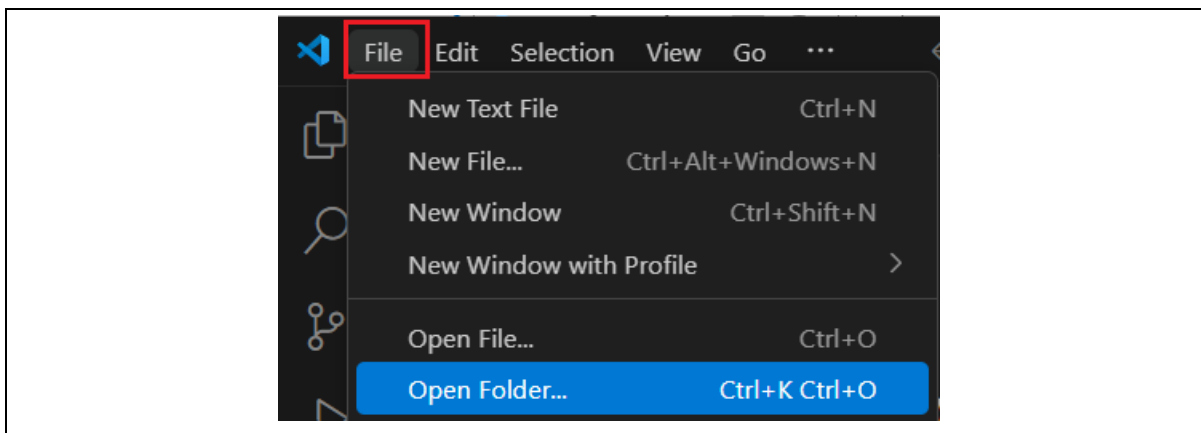 File Edit Selection View Go ···
New Text File Ctrl+N
New File... Ctrl+Alt+Windows+N
New Window Ctrl+Shift+N
New Window with Profile
Open File... Ctrl+O
Open Folder... Ctrl+K Ctrl+O